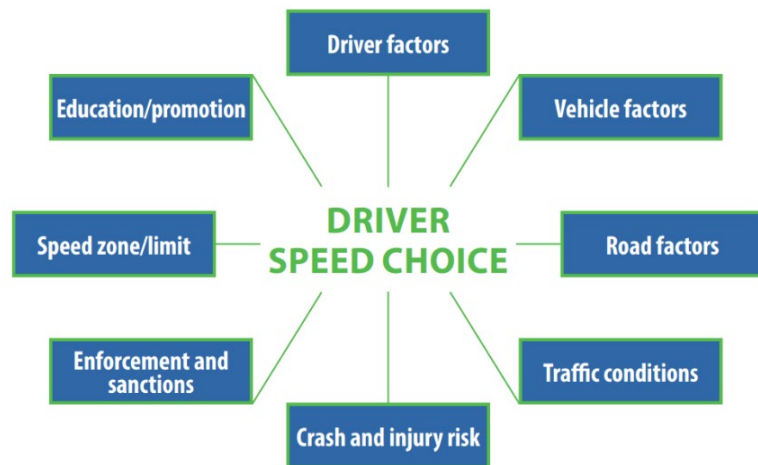 Driver factors
Education/promotion
Vehicle factors
DRIVER
SPEED CHOICE
Speed zone/limit
Road factors
Enforcement and
sanctions
Traffic conditions
Crash and injury risk